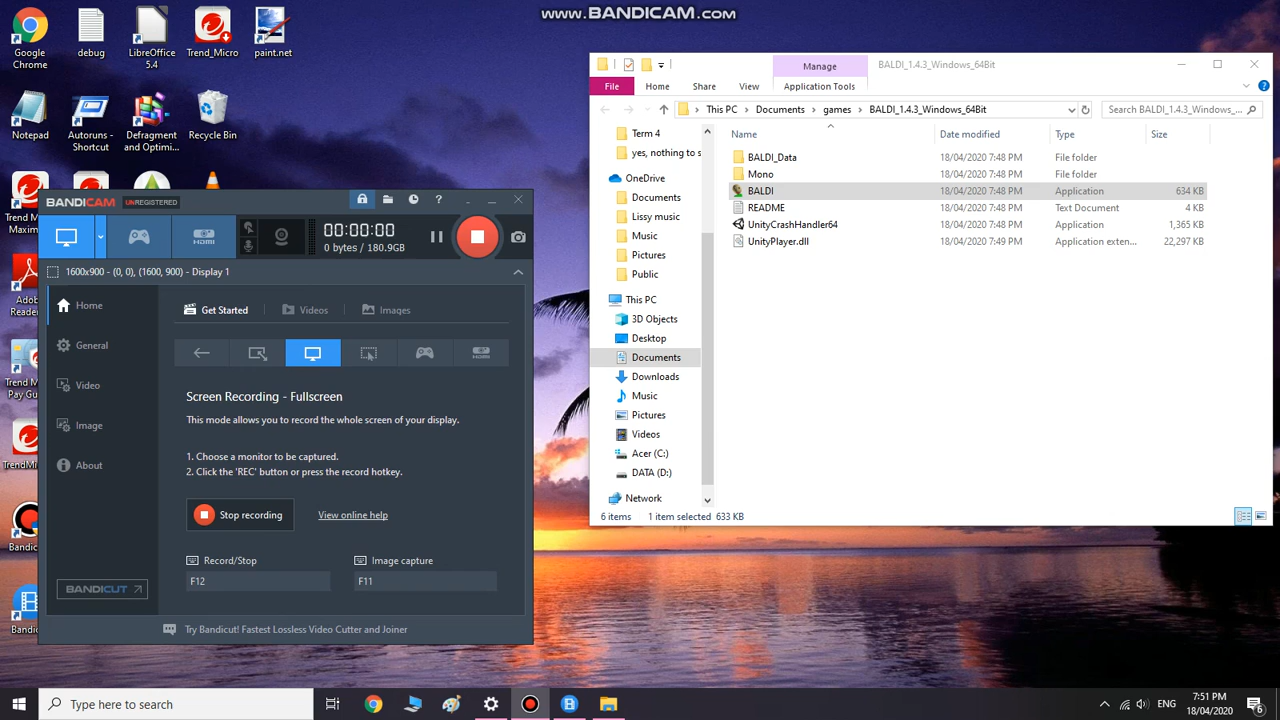 www.BANDICAM.com
Google
Chrome
debug
LibreOffice
5.4
Trend_Micro
paint.net
Notepad
Autoruns -
Shortcut
Defragment
and Optimi...
Recycle Bin
Trend M
Maxim
Adob
Reader
Trend M
Pay Gu
TrendMi
Bandic
Bandic
BANDICAM
UNREGISTERED
00:00:00
0 bytes / 180.9GB
1600x900 - (0, 0), (1600, 900) - Display 1
Home
General
Video
Image
About
BANDICUT
Get Started
Videos
Images
Screen Recording - Fullscreen
This mode allows you to record the whole screen of your display.
1. Choose a monitor to be captured.
2. Click the 'REC' button or press the record hotkey.
Stop recording
View online help
Record/Stop
F12
Image capture
F11
Try Bandicut! Fastest Lossless Video Cutter and Joiner
Manage
BALDI_1.4.3_Windows_64Bit
File
Home
Share
View
Application Tools
This PC
Documents
games
BALDI_1.4.3_Windows_64Bit
Search BALDI_1.4.3_Windows_...
Term 4
yes, nothing to s
OneDrive
Documents
Lissy music
Music
Pictures
Public
This PC
3D Objects
Desktop
Documents
Downloads
Music
Pictures
Videos
Acer (C:)
DATA (D:)
Network
Name Date modified Type Size
BALDI_Data 18/04/2020 7:48 PM File folder
Mono 18/04/2020 7:48 PM File folder
BALDI 18/04/2020 7:48 PM Application 634 KB
README 18/04/2020 7:48 PM Text Document 4 KB
UnityCrashHandler64 18/04/2020 7:48 PM Application 1,365 KB
UnityPlayer.dll 18/04/2020 7:49 PM Application exten... 22,297 KB
6 items 1 item selected 633 KB
Type here to search
ENG
7:51 PM
18/04/2020
6